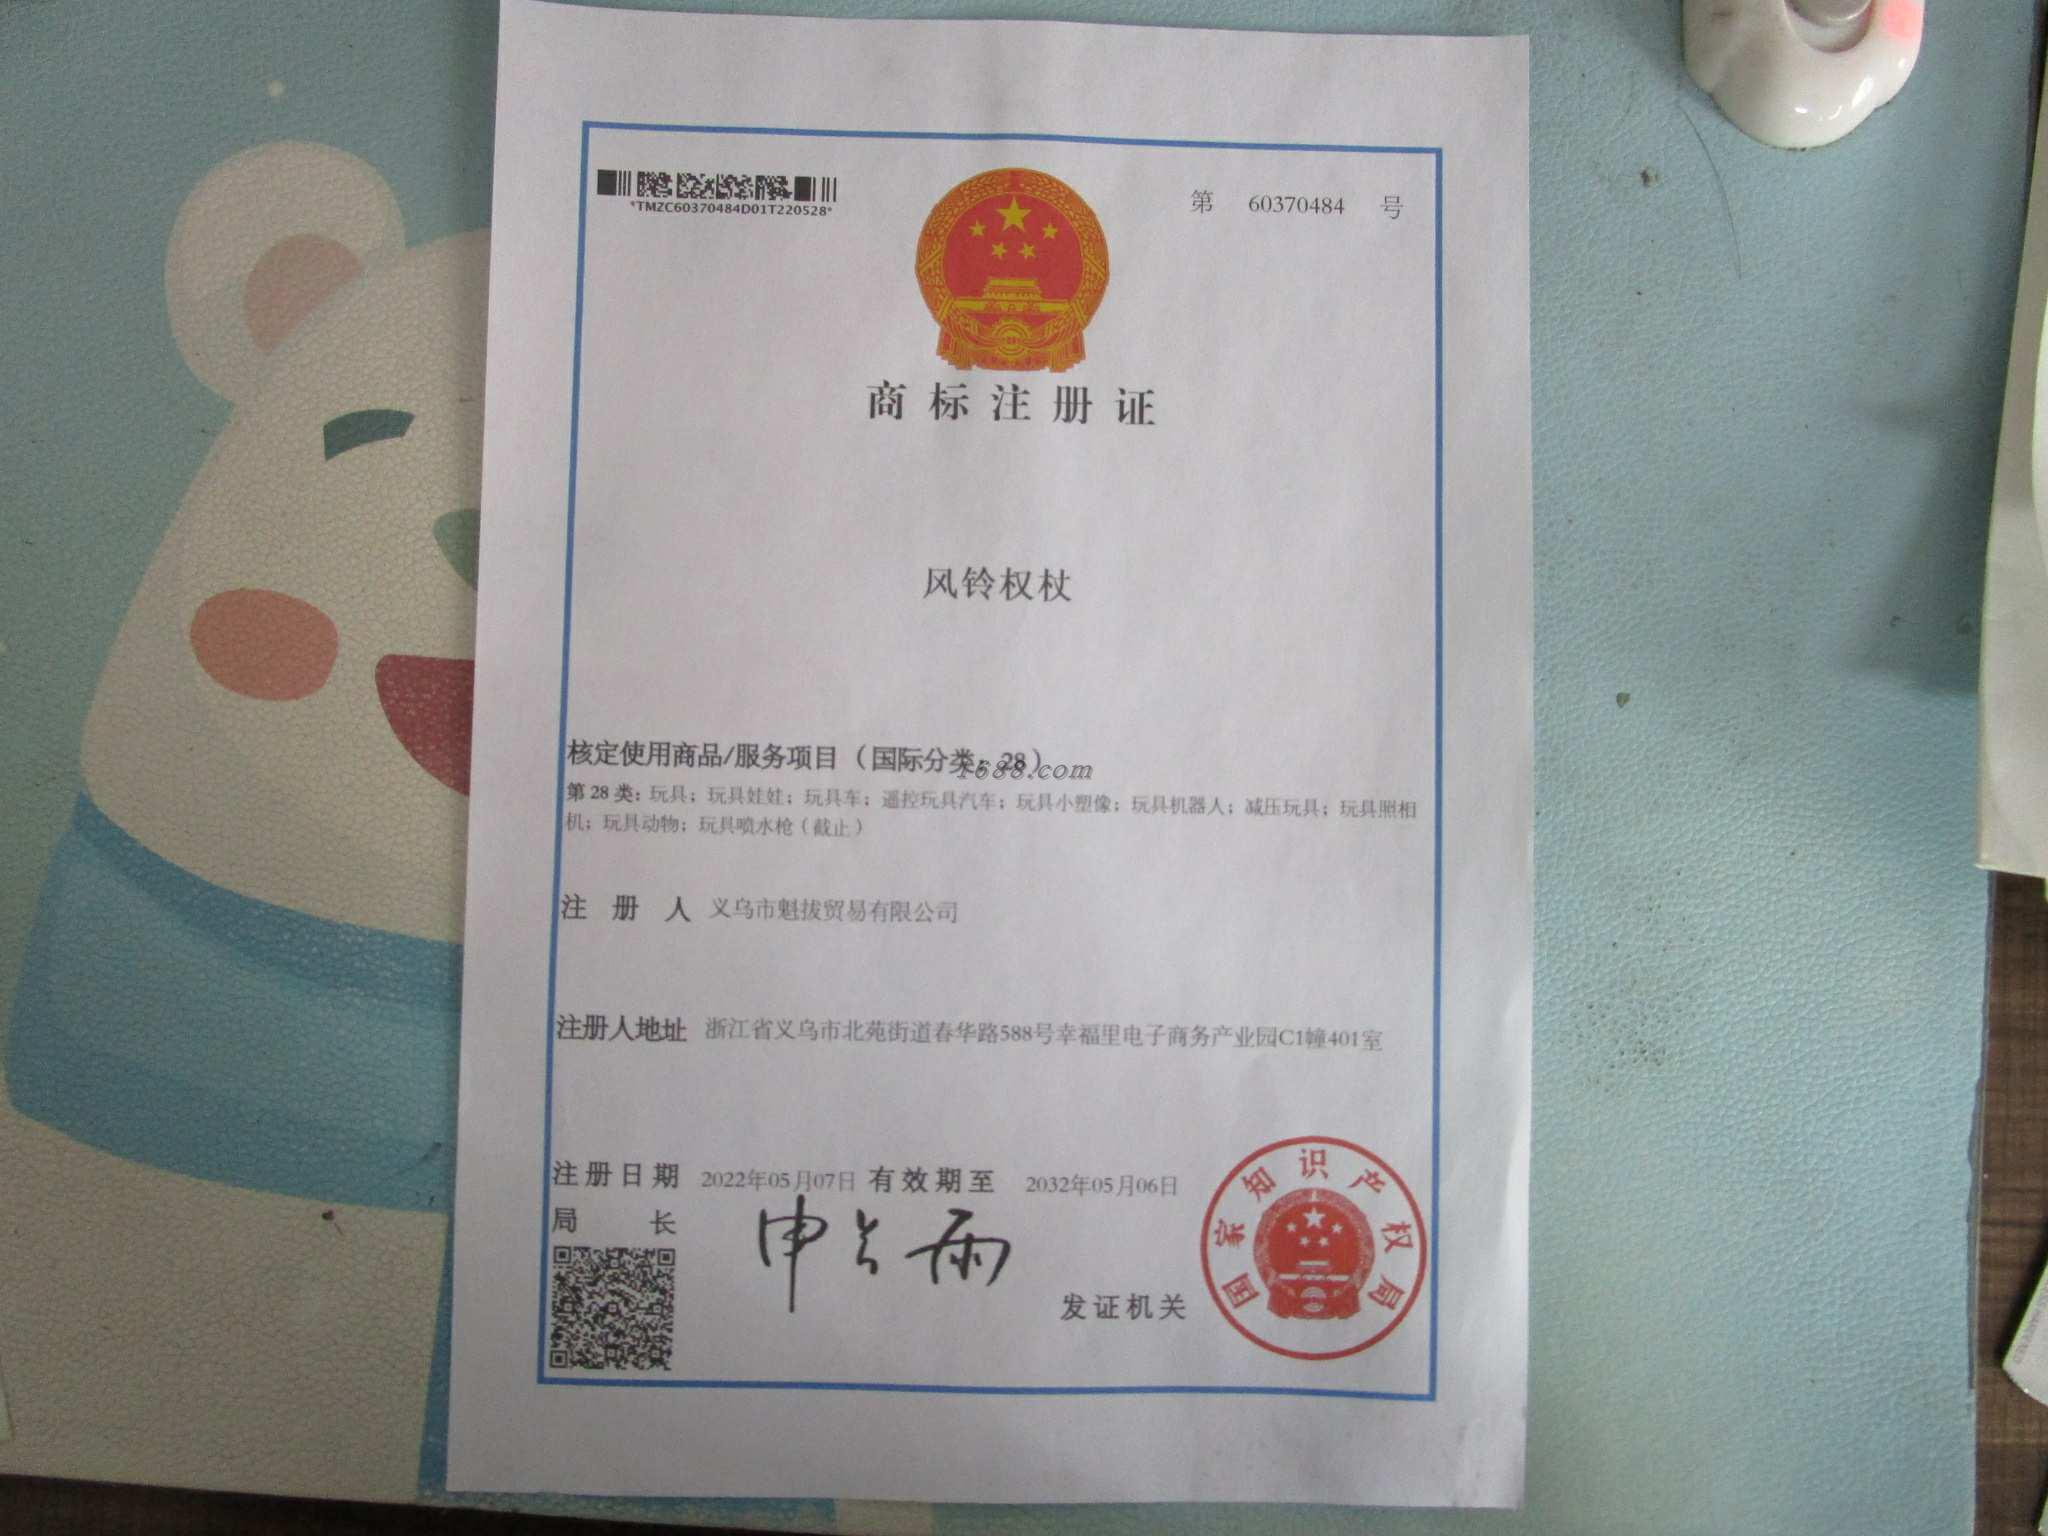 *TMZC60370484D01T220528*
第 60370484 号
商标注册证
风铃权杖
核定使用商品/服务项目（国际分类：28）
1688.com
第 28 类：玩具；玩具娃娃；玩具车；遥控玩具汽车；玩具小塑像；玩具机器人；减压玩具；玩具照相
机；玩具动物；玩具喷水枪（截止）
注 册 人 义乌市魁拔贸易有限公司
注册人地址 浙江省义乌市北苑街道春华路588号幸福里电子商务产业园C1幢401室
注册日期 2022年05月07日 有效期至 2032年05月06日
局 长 申长雨
发证机关
国家知识产权局